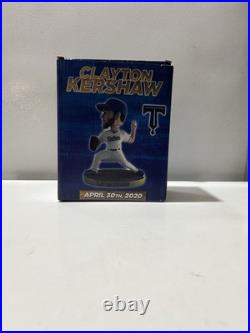 CLAYTON
KERSHAW
T
APRIL 30TH, 2020